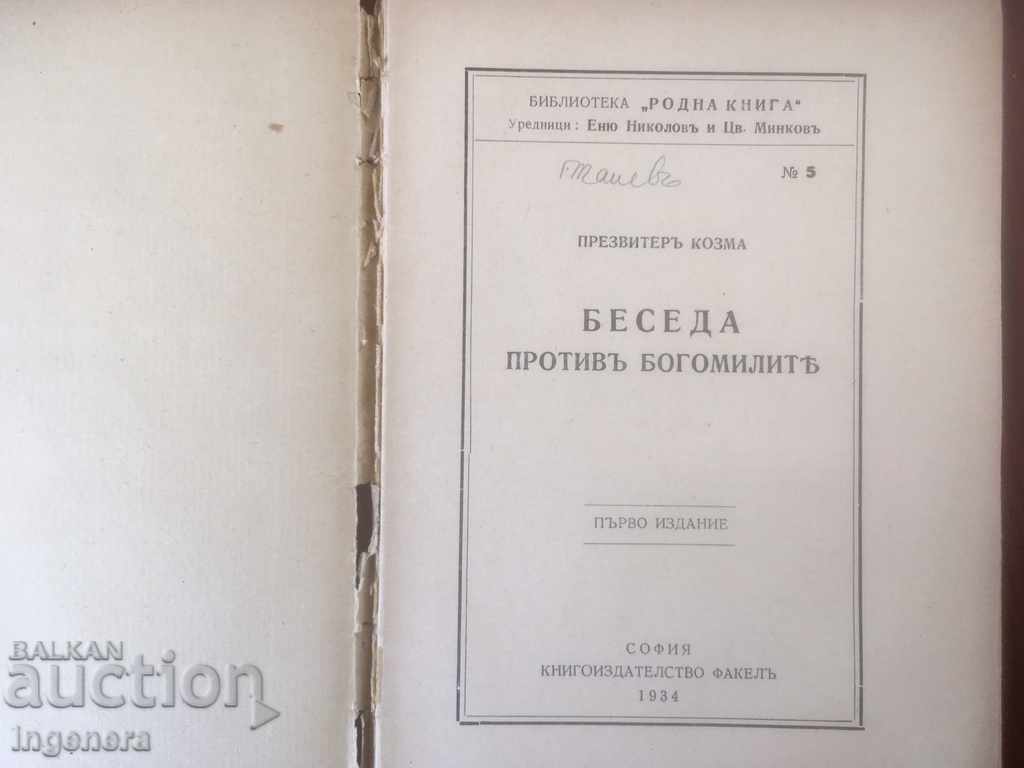 БИБЛИОТЕКА „РОДНА КНИГА“
Уредници: Еню Николовъ и Цв. Минковъ
№ 5
ПРЕЗВИТЕРЪ КОЗМА
БЕСЕДА
ПРОТИВЪ БОГОМИЛИТѢ
ПЪРВО ИЗДАНИЕ
СОФИЯ
КНИГОИЗДАТЕЛСТВО ФАКЕЛЪ
1934
BALKAN
auction
ingenera